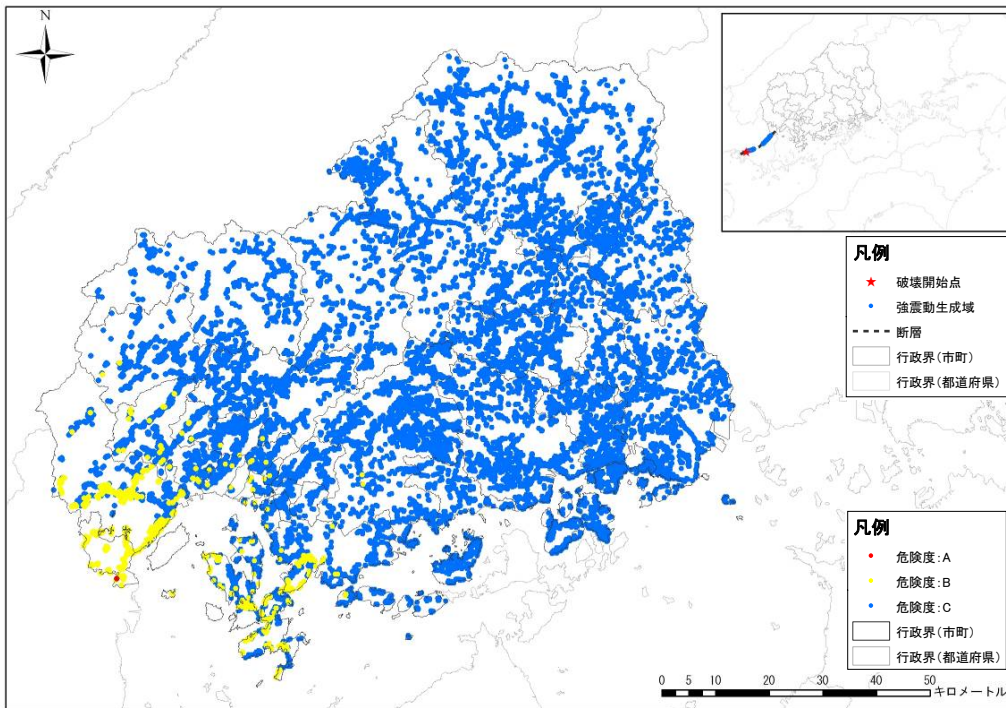 N
凡例
破壊開始点
強震動生成域
断層
行政界(市町)
行政界(都道府県)
凡例
危険度:A
危険度:B
危険度:C
行政界(市町)
行政界(都道府県)
0 5 10 20 30 40 50
キロメートル